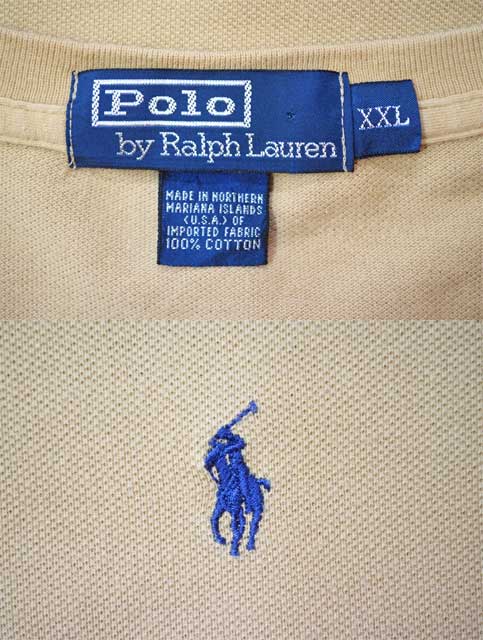 Polo
by Ralph Lauren
XXL
MADE IN NORTHERN
MARIANA ISLANDS
(U.S.A.) OF
IMPORTED FABRIC
100% COTTON